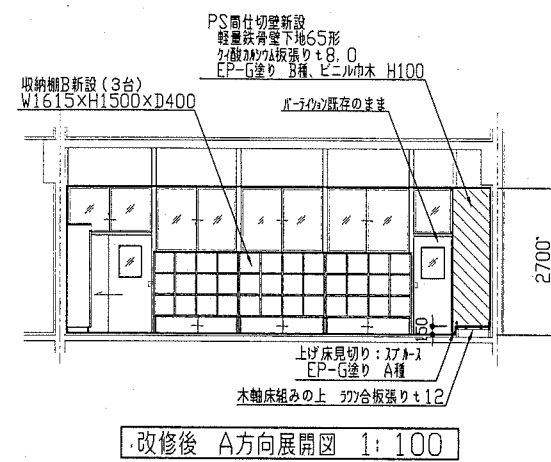 PS間仕切壁新設
軽量鉄骨壁下地65形
ケイ酸カルシウム板張り t8.0
EP-G塗り B種、ビニル巾木 H100
収納棚B新設(3台)
W1615×H1500×D400
パーテイション既存のまま
2700
150
上げ床見切り:スプルース
EP-G塗り A種
木軸床組みの上 ラワン合板張り t12
改修後 A方向展開図 1:100